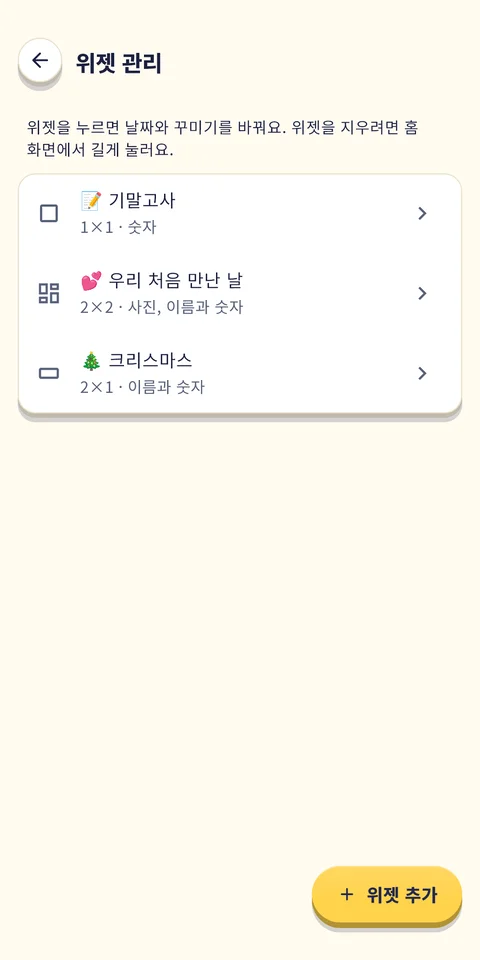 위젯 관리
위젯을 누르면 날짜와 꾸미기를 바꿔요. 위젯을 지우려면 홈
화면에서 길게 눌러요.
📝 기말고사
1×1 · 숫자
💕 우리 처음 만난 날
2×2 · 사진, 이름과 숫자
🎄 크리스마스
2×1 · 이름과 숫자
+ 위젯 추가